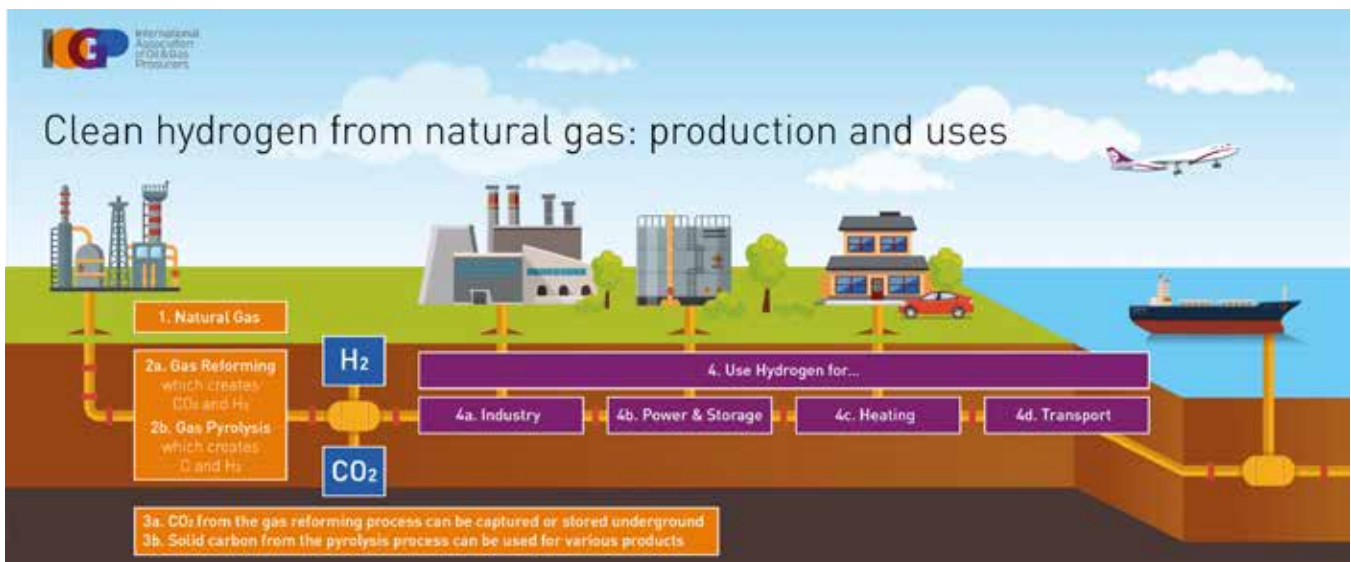 International
Association
of Oil & Gas
Producers
Clean hydrogen from natural gas: production and uses
1. Natural Gas
2a. Gas Reforming
which creates
CO₂ and H₂
2b. Gas Pyrolysis
which creates
C and H₂
H₂
CO₂
4. Use Hydrogen for...
4a. Industry
4b. Power & Storage
4c. Heating
4d. Transport
3a. CO₂ from the gas reforming process can be captured or stored underground
3b. Solid carbon from the pyrolysis process can be used for various products